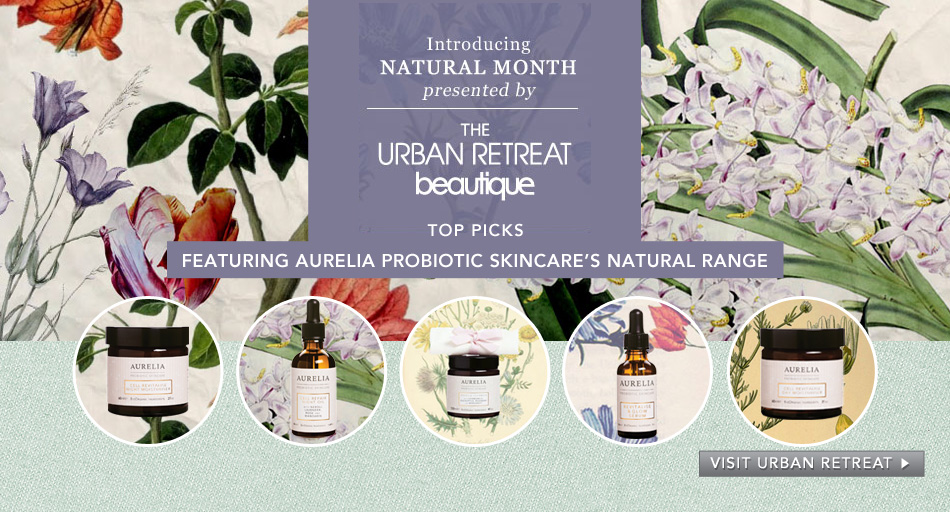 Introducing
NATURAL MONTH
presented by
THE
URBAN RETREAT
beautique
TOP PICKS
FEATURING AURELIA PROBIOTIC SKINCARE'S NATURAL RANGE
AURELIA
AURELIA
AURELIA
AURELIA
AURELIA
VISIT URBAN RETREAT